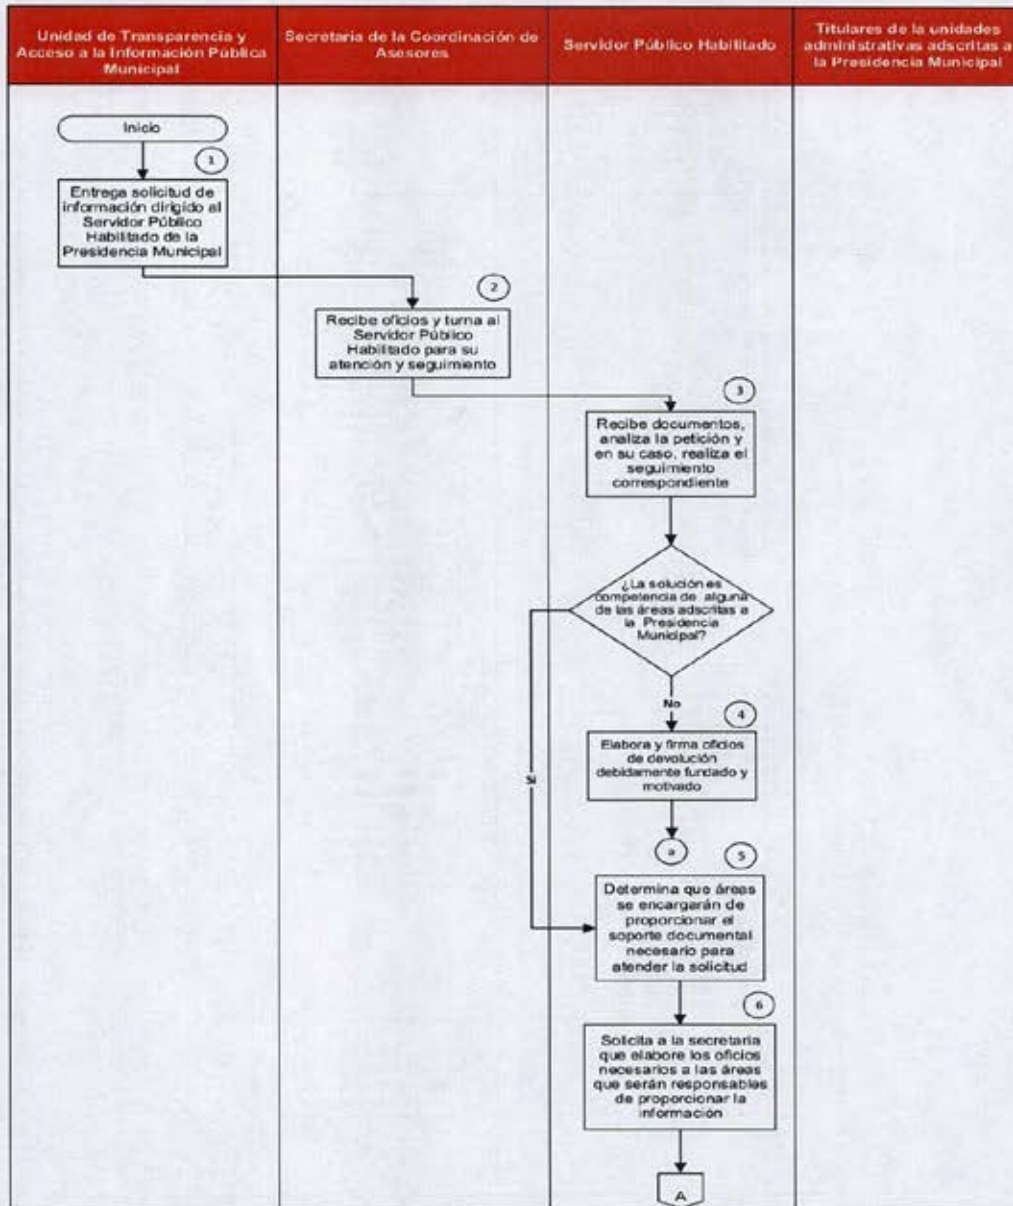 Unidad de Transparencia y
Acceso a la Información Pública
Municipal
Secretaria de la Coordinación de
Asesores
Servidor Público Habilitado
Titulares de la unidades
administrativas adscritas a
la Presidencia Municipal
Inicio
1
Entrega solicitud de
información dirigido al
Servidor Público
Habilitado de la
Presidencia Municipal
2
Recibe oficios y turna al
Servidor Público
Habilitado para su
atención y seguimiento
3
Recibe documentos,
analiza la petición y
en su caso, realiza el
seguimiento
correspondiente
¿La solución es
competencia de alguna
de las áreas adscritas a
la Presidencia
Municipal?
No
Si
4
Elabora y firma oficios
de devolución
debidamente fundado y
motivado
a
5
Determina que áreas
se encargarán de
proporcionar el
soporte documental
necesario para
atender la solicitud
6
Solicita a la secretaria
que elabore los oficios
necesarios a las áreas
que serán responsables
de proporcionar la
información
A